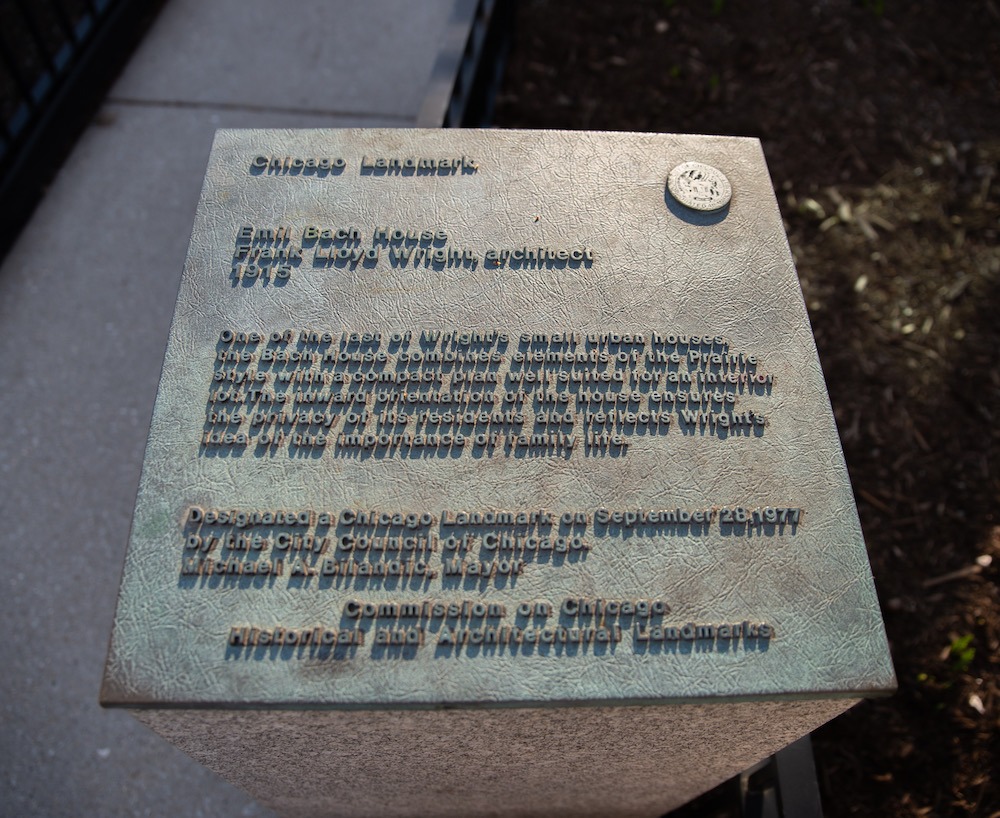 Chicago Landmark
Emil Bach House
Frank Lloyd Wright, architect
1915
One of the last of Wright's small urban houses,
the Bach House combines elements of the Prairie
style with a compact plan well suited for an interior
lot. The inward orientation of the house ensures
the privacy of its residents and reflects Wright's
idea of the importance of family life.
Designated a Chicago Landmark on September 28, 1977
by the City Council of Chicago.
Michael A. Bilandic, Mayor
Commission on Chicago
Historical and Architectural Landmarks